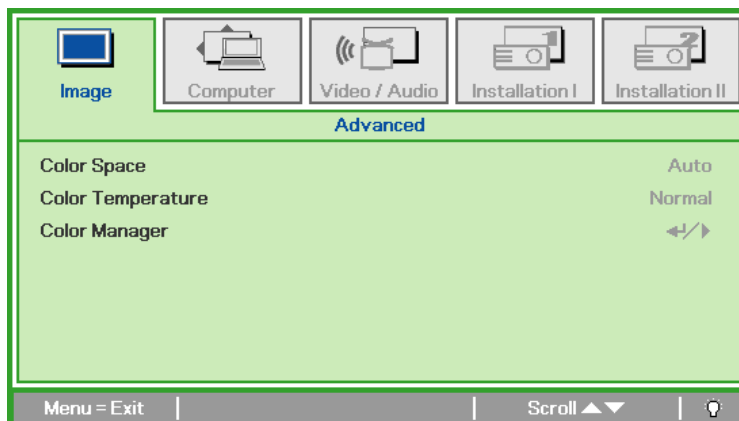 Image
Computer
Video / Audio
Installation I
Installation II
Advanced
Color Space Auto
Color Temperature Normal
Color Manager
Menu = Exit Scroll